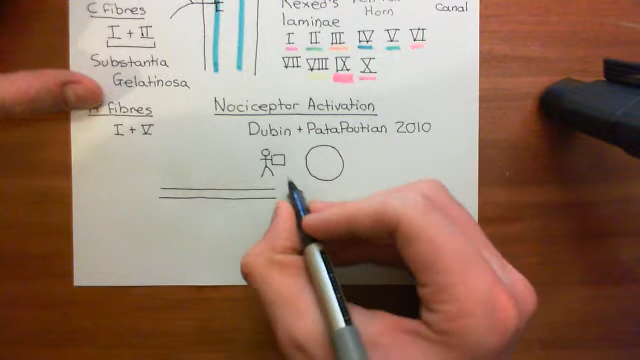 C fibres
I + II
Substantia
Gelatinosa
fibres
I + V
Rexed's
laminae
Horn
Canal
I II III IV V VI
VII VIII IX X
Nociceptor Activation
Dubin + Patapoutian 2010